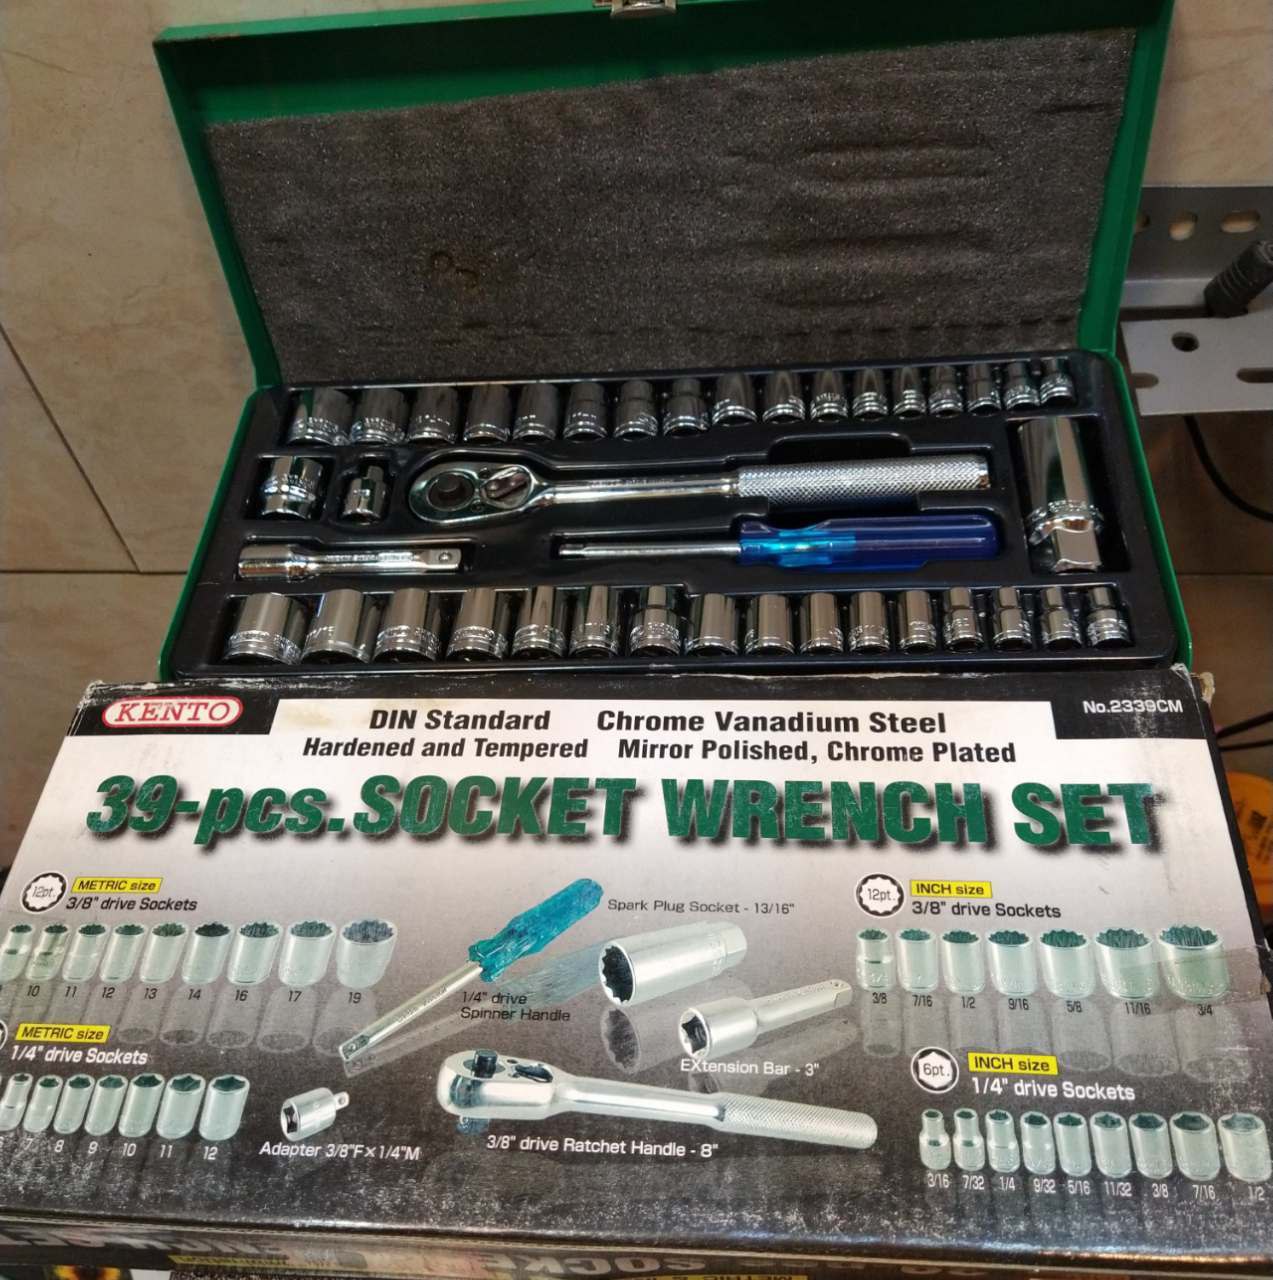 KENTO
DIN Standard Chrome Vanadium Steel
No.2339CM
Hardened and Tempered Mirror Polished, Chrome Plated
39-pcs. SOCKET WRENCH SET
12pt. METRIC size
3/8" drive Sockets
10 11 12 13 14 16 17 19
METRIC size
1/4" drive Sockets
7 8 9 10 11 12
1/4" drive
Spinner Handle
Spark Plug Socket - 13/16"
EXtension Bar - 3"
Adapter 3/8"F×1/4"M
3/8" drive Ratchet Handle - 8"
12pt. INCH size
3/8" drive Sockets
3/8 7/16 1/2 9/16 5/8 11/16 3/4
6pt. INCH size
1/4" drive Sockets
3/16 7/32 1/4 9/32 5/16 11/32 3/8 7/16 1/2